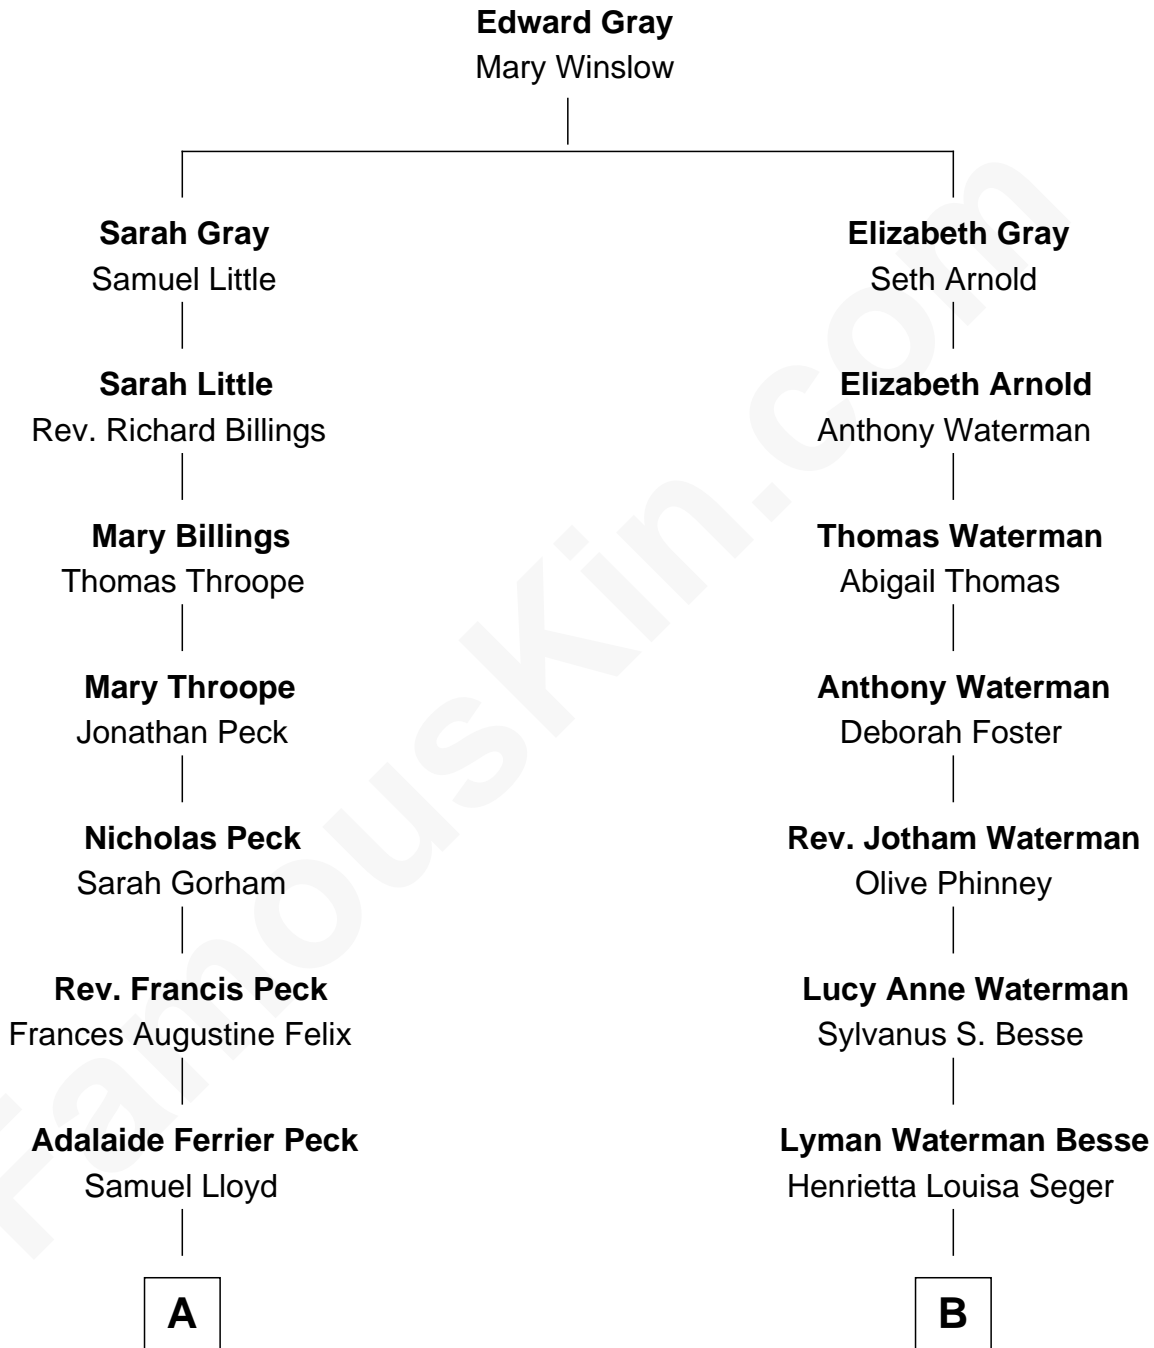 Edward Gray
Mary Winslow
Sarah Gray
Samuel Little
Elizabeth Gray
Seth Arnold
Sarah Little
Rev. Richard Billings
Elizabeth Arnold
Anthony Waterman
Mary Billings
Thomas Throope
Thomas Waterman
Abigail Thomas
Mary Throope
Jonathan Peck
Anthony Waterman
Deborah Foster
Nicholas Peck
Sarah Gorham
Rev. Jotham Waterman
Olive Phinney
Rev. Francis Peck
Frances Augustine Felix
Lucy Anne Waterman
Sylvanus S. Besse
Adalaide Ferrier Peck
Samuel Lloyd
Lyman Waterman Besse
Henrietta Louisa Seger
A
B
FamousKin.com